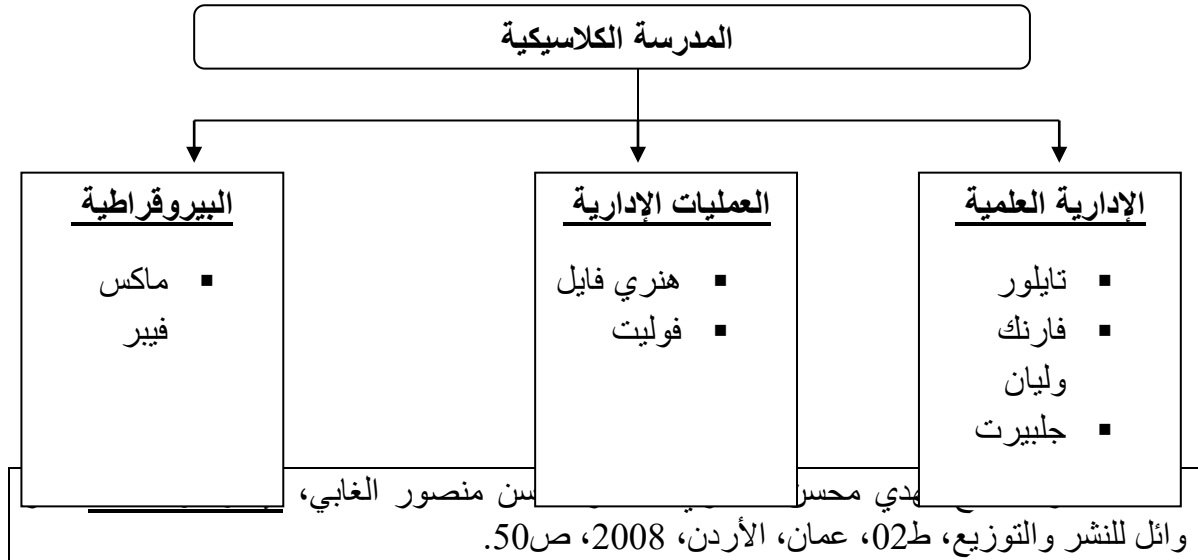 المدرسة الكلاسيكية
الإدارية العلمية
▪ تايلور
▪ فارنك
وليان
▪ جلبيرت
العمليات الإدارية
▪ هنري فايل
▪ فوليت
البيروقراطية
▪ ماكس
فيبر
محسن منصور الغابي،
وائل للنشر والتوزيع، ط02، عمان، الأردن، 2008، ص50.